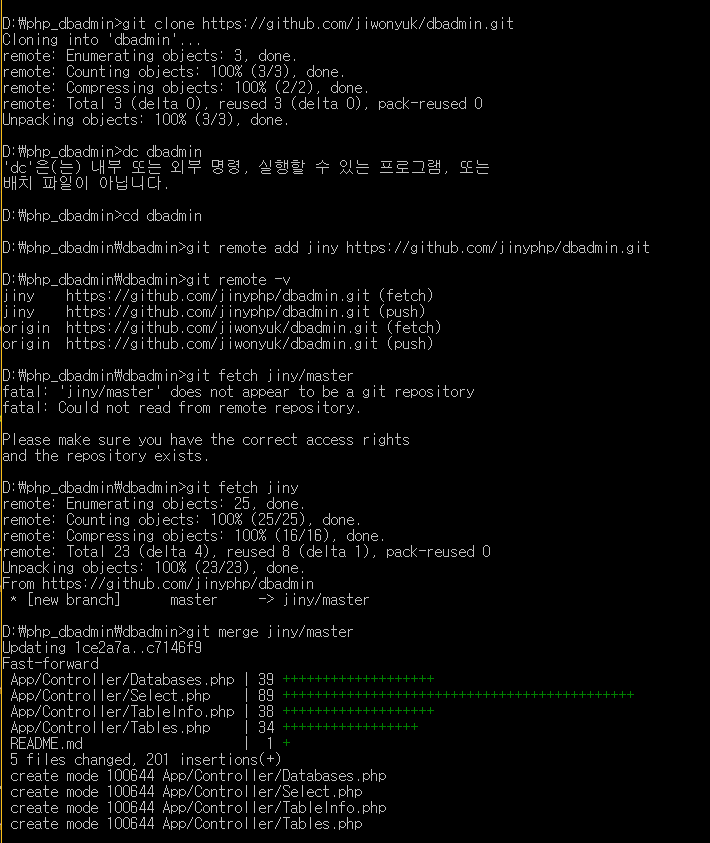 D:\php_dbadmin>git clone https://github.com/jiwonyuk/dbadmin.git
Cloning into 'dbadmin'...
remote: Enumerating objects: 3, done.
remote: Counting objects: 100% (3/3), done.
remote: Compressing objects: 100% (2/2), done.
remote: Total 3 (delta 0), reused 3 (delta 0), pack-reused 0
Unpacking objects: 100% (3/3), done.
D:\php_dbadmin>dc dbadmin
'dc'은(는) 내부 또는 외부 명령, 실행할 수 있는 프로그램, 또는
배치 파일이 아닙니다.
D:\php_dbadmin>cd dbadmin
D:\php_dbadmin\dbadmin>git remote add jiny https://github.com/jinyphp/dbadmin.git
D:\php_dbadmin\dbadmin>git remote -v
jiny    https://github.com/jinyphp/dbadmin.git (fetch)
jiny    https://github.com/jinyphp/dbadmin.git (push)
origin  https://github.com/jiwonyuk/dbadmin.git (fetch)
origin  https://github.com/jiwonyuk/dbadmin.git (push)
D:\php_dbadmin\dbadmin>git fetch jiny/master
fatal: 'jiny/master' does not appear to be a git repository
fatal: Could not read from remote repository.
Please make sure you have the correct access rights
and the repository exists.
D:\php_dbadmin\dbadmin>git fetch jiny
remote: Enumerating objects: 25, done.
remote: Counting objects: 100% (25/25), done.
remote: Compressing objects: 100% (16/16), done.
remote: Total 23 (delta 4), reused 8 (delta 1), pack-reused 0
Unpacking objects: 100% (23/23), done.
From https://github.com/jinyphp/dbadmin
 * [new branch]      master     -> jiny/master
D:\php_dbadmin\dbadmin>git merge jiny/master
Updating 1ce2a7a..c7146f9
Fast-forward
 App/Controller/Databases.php | 39 +++++++++++++++++++
 App/Controller/Select.php    | 89 ++++++++++++++++++++++++++++++++++++++++++++
 App/Controller/TableInfo.php | 38 +++++++++++++++++++
 App/Controller/Tables.php    | 34 +++++++++++++++++
 README.md                    |  1 +
 5 files changed, 201 insertions(+)
 create mode 100644 App/Controller/Databases.php
 create mode 100644 App/Controller/Select.php
 create mode 100644 App/Controller/TableInfo.php
 create mode 100644 App/Controller/Tables.php